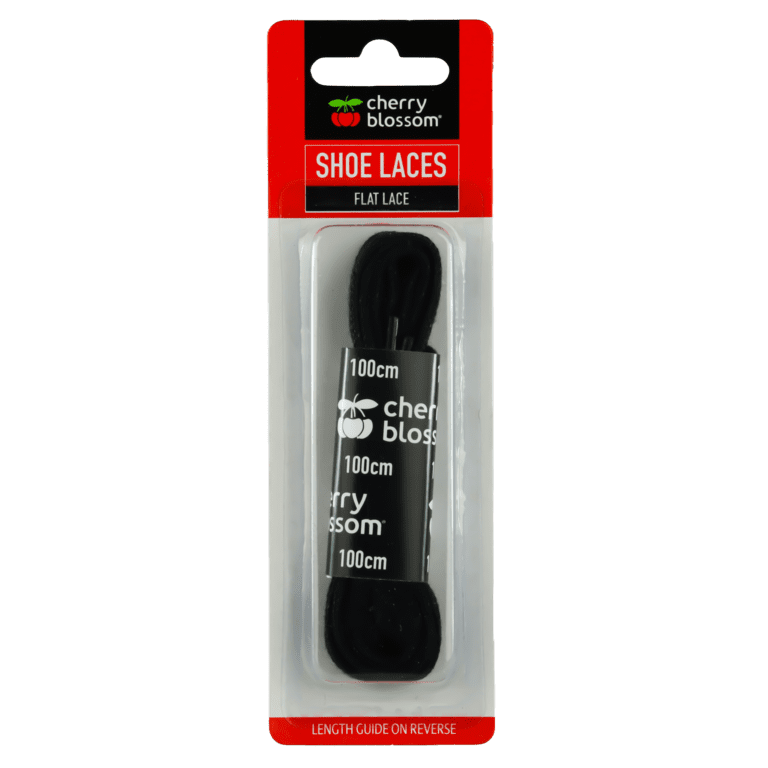 cherry
blossom®
SHOE LACES
FLAT LACE
100cm
cher
bloss
100cm
rry
ssom®
100cm
LENGTH GUIDE ON REVERSE